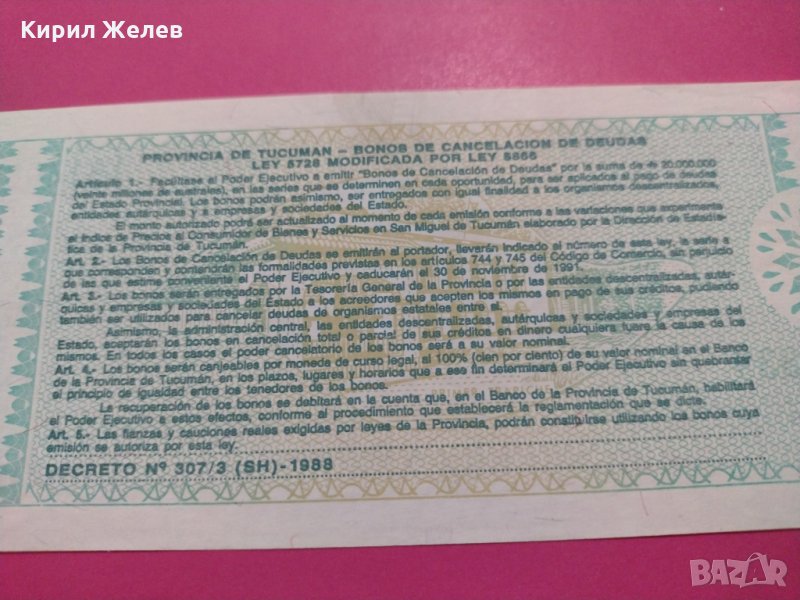 Кирил Желев
PROVINCIA DE TUCUMAN - BONOS DE CANCELACION DE DEUDAS
LEY 5728 MODIFICADA POR LEY 5866
Artículo 1.- Facúltase al Poder Ejecutivo a emitir "Bonos de Cancelación de Deudas" por la suma de ₳ 20.000.000
(veinte millones de australes), en las series que se determinen en cada oportunidad, para ser aplicados al pago de deudas
del Estado Provincial. Los bonos podrán asimismo, ser entregados con igual finalidad a los organismos descentralizados,
entidades autárquicas y a empresas y sociedades del Estado.
El monto autorizado podrá ser actualizado al momento de cada emisión conforme a las variaciones que experimente
el Indice de Precios al Consumidor de Bienes y Servicios en San Miguel de Tucumán elaborado por la Dirección de Estadís-
tica de la Provincia de Tucumán.
Art. 2.- Los Bonos de Cancelación de Deudas se emitirán al portador, llevarán indicado el número de esta ley, la serie a
que corresponden y contendrán las formalidades previstas en los artículos 744 y 745 del Código de Comercio, sin perjuicio
de las que estime conveniente el Poder Ejecutivo y caducarán el 30 de noviembre de 1991.
Art. 3.- Los bonos serán entregados por la Tesorería General de la Provincia o por las entidades descentralizadas, autár-
quicas y empresas y sociedades del Estado a los acreedores que acepten los mismos en pago de sus créditos, pudiendo
también ser utilizados para cancelar deudas de organismos estatales entre sí.
Asimismo, la administración central, las entidades descentralizadas, autárquicas y sociedades y empresas del
Estado, aceptarán los bonos en cancelación total o parcial de sus créditos en dinero cualquiera fuere la causa de los
mismos. En todos los casos el poder cancelatorio de los bonos será a su valor nominal.
Art. 4.- Los bonos serán canjeables por moneda de curso legal, al 100% (cien por ciento) de su valor nominal en el Banco
de la Provincia de Tucumán, en los plazos, lugares y horarios que a ese fin determinará el Poder Ejecutivo sin quebrantar
el principio de igualdad entre los tenedores de los bonos.
La recuperación de los bonos se debitará en la cuenta que, en el Banco de la Provincia de Tucumán, habilitará
el Poder Ejecutivo a estos efectos, conforme al procedimiento que establecerá la reglamentación que se dicte.
Art. 5.- Las fianzas y cauciones reales exigidas por leyes de la Provincia, podrán constituirse utilizando los bonos cuya
emisión se autoriza por esta ley.
DECRETO Nº 307/3 (SH)-1988
BAZAR